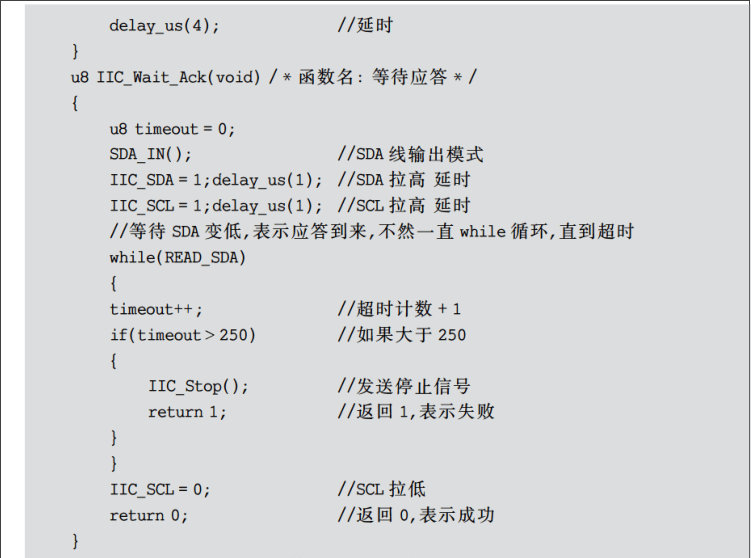 delay_us(4); //延时
}
u8 IIC_Wait_Ack(void) /* 函数名: 等待应答 */
{
u8 timeout = 0;
SDA_IN(); //SDA 线输出模式
IIC_SDA = 1;delay_us(1); //SDA 拉高 延时
IIC_SCL = 1;delay_us(1); //SCL 拉高 延时
//等待 SDA 变低,表示应答到来,不然一直 while 循环,直到超时
while(READ_SDA)
{
timeout++; //超时计数 + 1
if(timeout > 250) //如果大于 250
{
IIC_Stop(); //发送停止信号
return 1; //返回 1,表示失败
}
}
IIC_SCL = 0; //SCL 拉低
return 0; //返回 0,表示成功
}